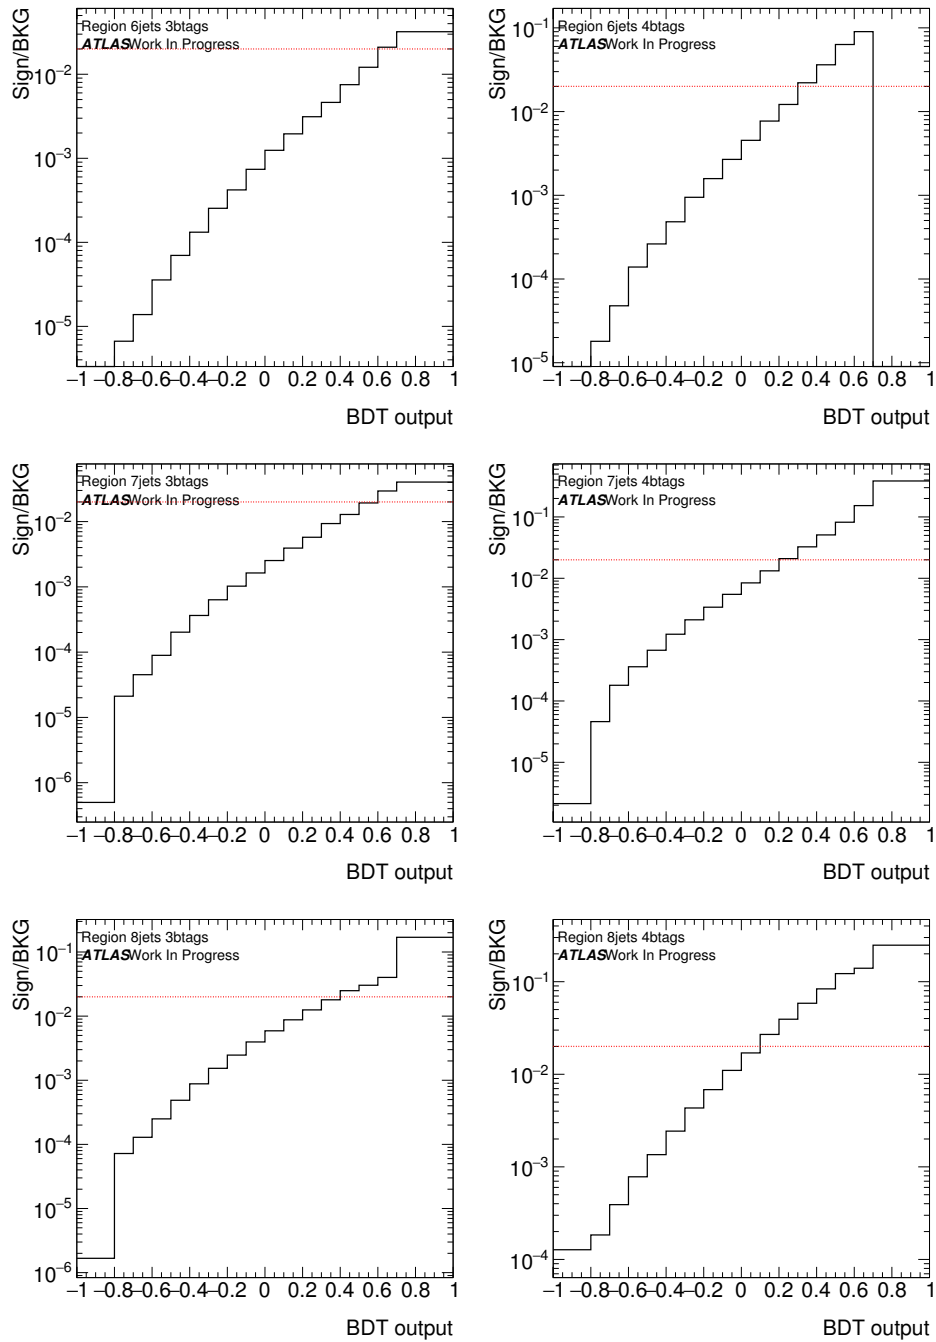 Sign/BKG
Region 6jets 3btags
ATLAS Work In Progress
10−2
10−3
10−4
10−5
−1 −0.8 −0.6 −0.4 −0.2 0 0.2 0.4 0.6 0.8 1
BDT output
Sign/BKG
Region 6jets 4btags
ATLAS Work In Progress
10−1
10−2
10−3
10−4
10−5
−1 −0.8 −0.6 −0.4 −0.2 0 0.2 0.4 0.6 0.8 1
BDT output
Sign/BKG
Region 7jets 3btags
ATLAS Work In Progress
10−2
10−3
10−4
10−5
10−6
−1 −0.8 −0.6 −0.4 −0.2 0 0.2 0.4 0.6 0.8 1
BDT output
Sign/BKG
Region 7jets 4btags
ATLAS Work In Progress
10−1
10−2
10−3
10−4
10−5
−1 −0.8 −0.6 −0.4 −0.2 0 0.2 0.4 0.6 0.8 1
BDT output
Sign/BKG
Region 8jets 3btags
ATLAS Work In Progress
10−1
10−2
10−3
10−4
10−5
10−6
−1 −0.8 −0.6 −0.4 −0.2 0 0.2 0.4 0.6 0.8 1
BDT output
Sign/BKG
Region 8jets 4btags
ATLAS Work In Progress
10−1
10−2
10−3
10−4
−1 −0.8 −0.6 −0.4 −0.2 0 0.2 0.4 0.6 0.8 1
BDT output